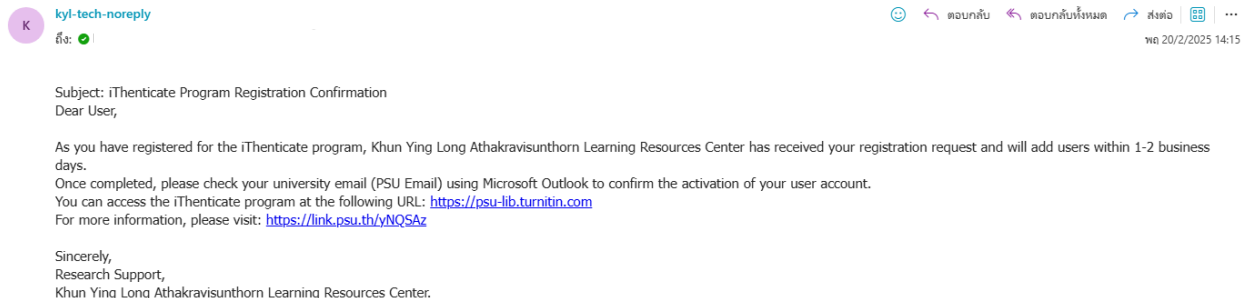 K
kyl-tech-noreply
ตอบกลับ ตอบกลับทั้งหมด ส่งต่อ
ถึง:
พฤ 20/2/2025 14:15
Subject: iThenticate Program Registration Confirmation
Dear User,
As you have registered for the iThenticate program, Khun Ying Long Athakravisunthorn Learning Resources Center has received your registration request and will add users within 1-2 business
days.
Once completed, please check your university email (PSU Email) using Microsoft Outlook to confirm the activation of your user account.
You can access the iThenticate program at the following URL: https://psu-lib.turnitin.com
For more information, please visit: https://link.psu.th/yNQSAz
Sincerely,
Research Support,
Khun Ying Long Athakravisunthorn Learning Resources Center.